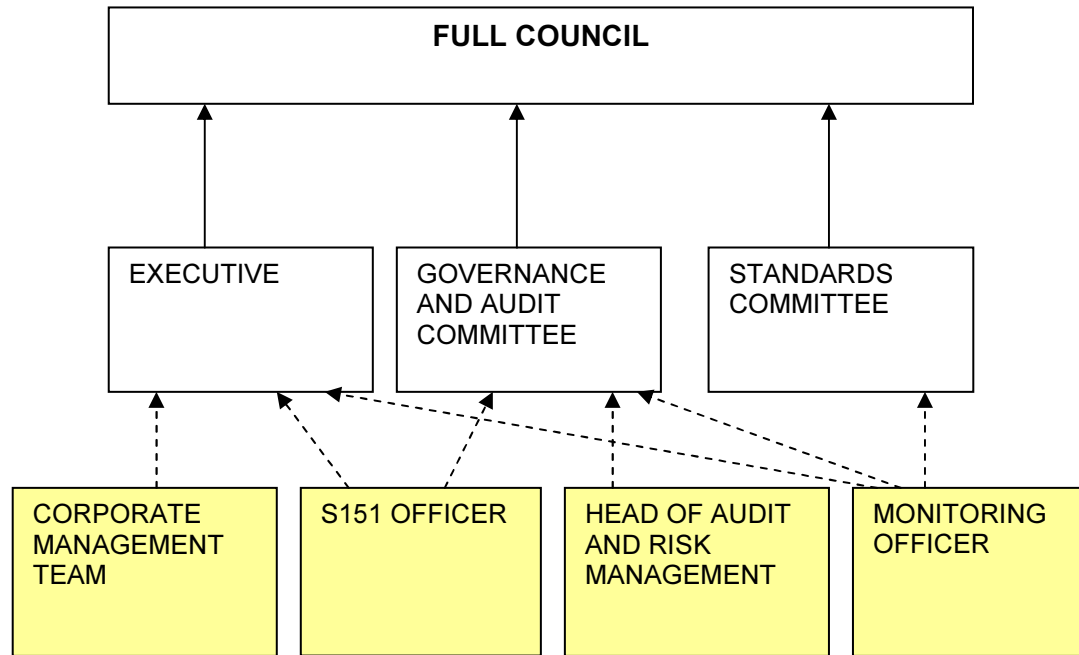 FULL COUNCIL
EXECUTIVE
GOVERNANCE
AND AUDIT
COMMITTEE
STANDARDS
COMMITTEE
CORPORATE
MANAGEMENT
TEAM
S151 OFFICER
HEAD OF AUDIT
AND RISK
MANAGEMENT
MONITORING
OFFICER